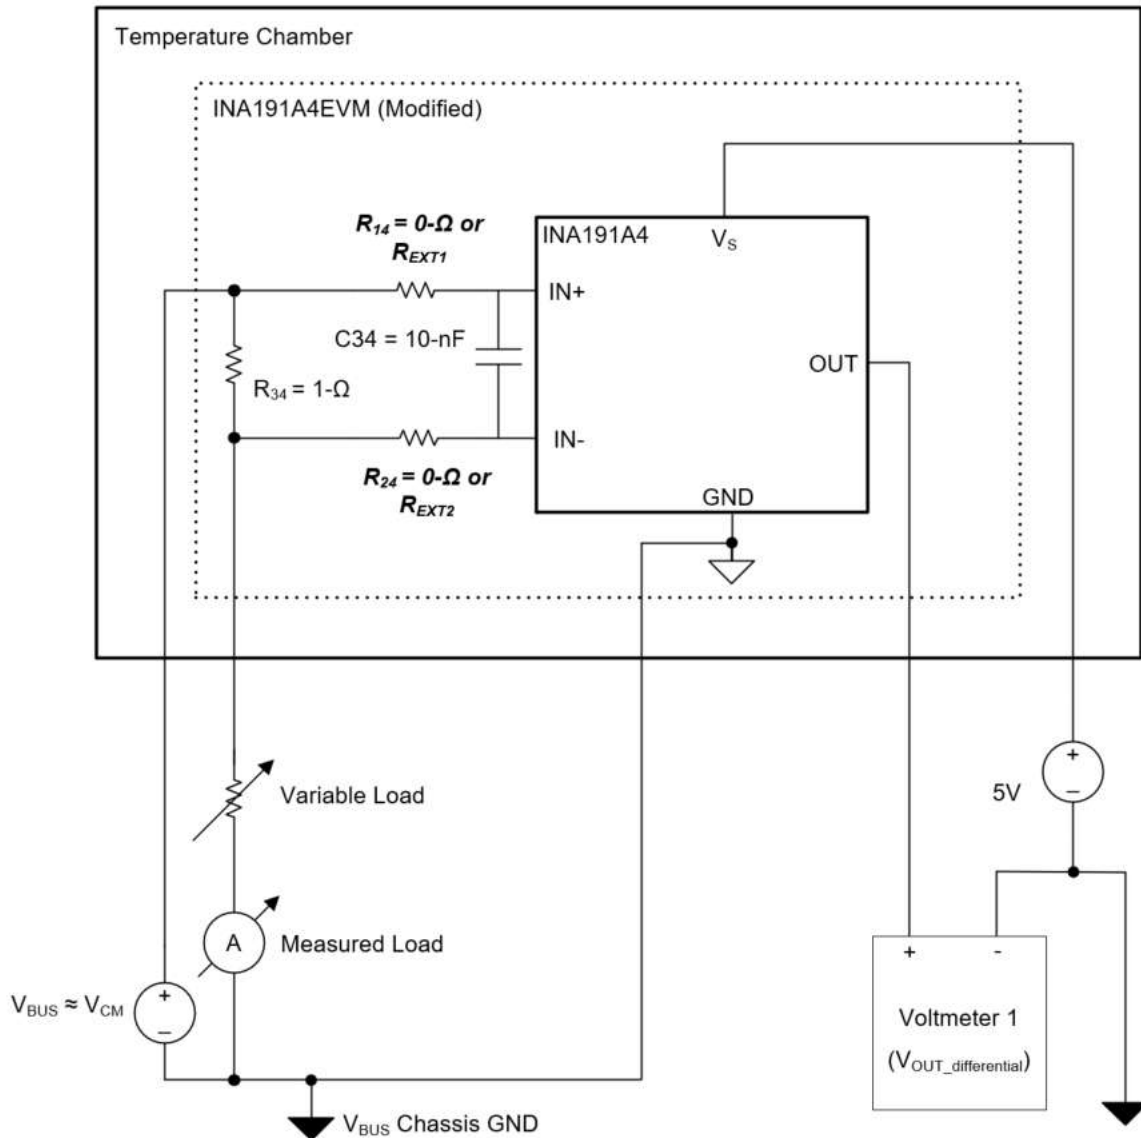 Temperature Chamber
INA191A4EVM (Modified)
R14 = 0-Ω or
REXT1
INA191A4
VS
IN+
C34 = 10-nF
OUT
R34 = 1-Ω
IN-
R24 = 0-Ω or
REXT2
GND
Variable Load
+
–
5V
A
Measured Load
+ -
VBUS ≈ VCM
+
–
Voltmeter 1
(VOUT_differential)
VBUS Chassis GND